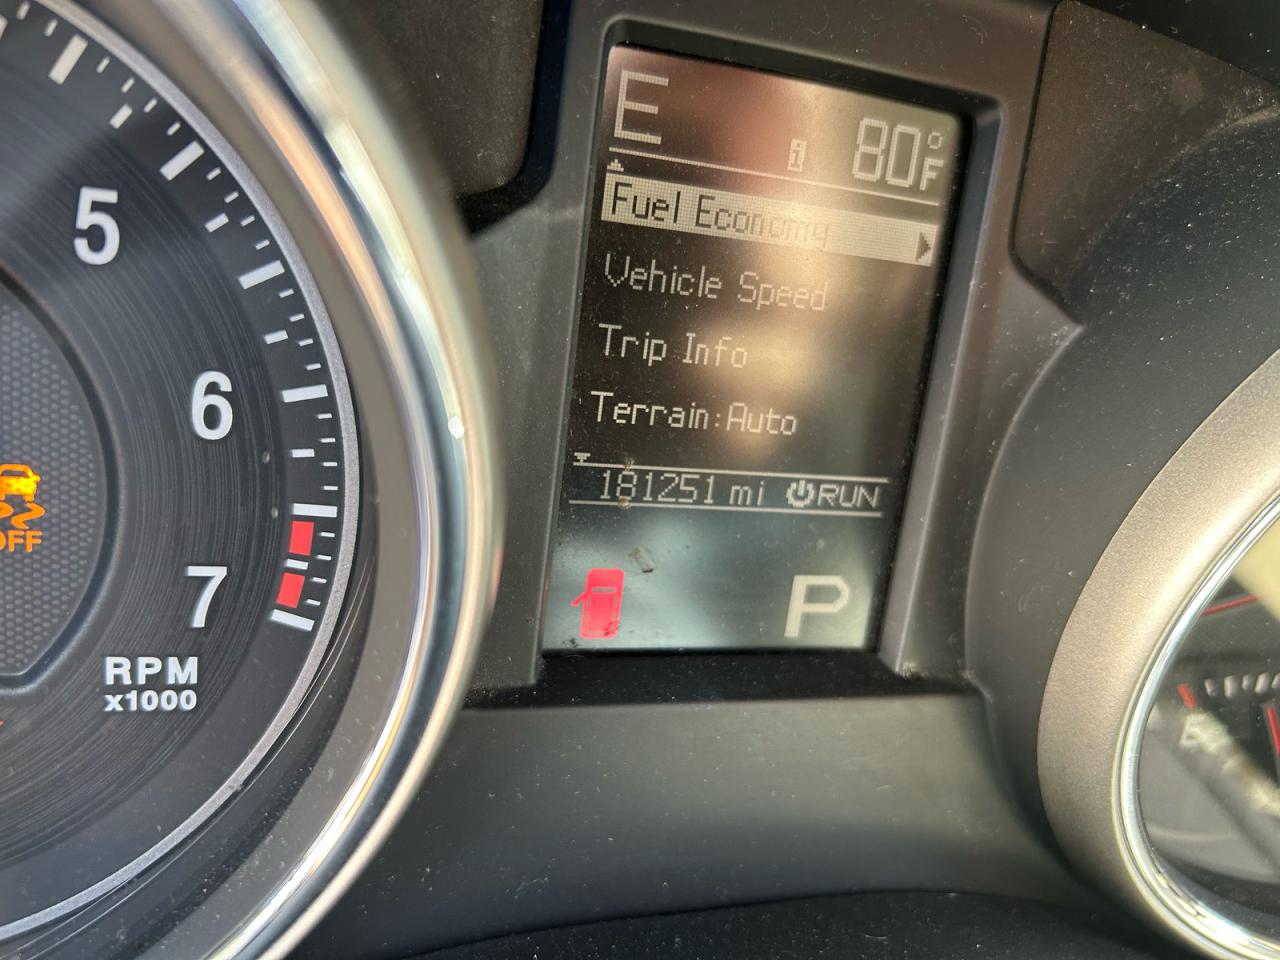 5
6
7
RPM
x1000
OFF
E
80°F
Fuel Economy
Vehicle Speed
Trip Info
Terrain:Auto
181251 mi RUN
P
E